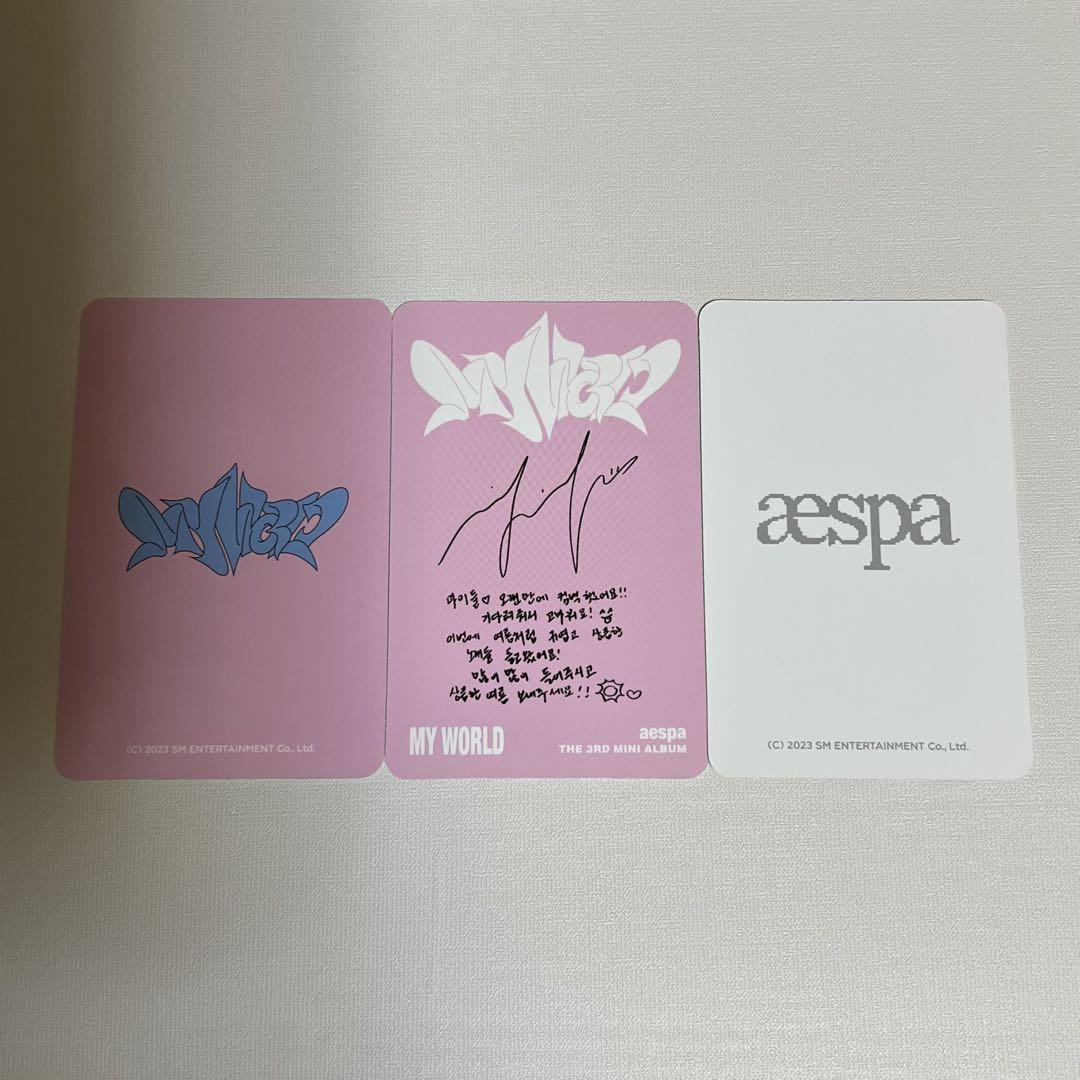 MY WORLD
(C) 2023 SM ENTERTAINMENT Co., Ltd.
MY WORLD
마이들♡ 오랜만에 컴백했어요!!
기다려줘서 고마워요! ^^
이번에 여름처럼 귀엽고 상큼한
노래들 들고왔어요!
많이 많이 들어주시고
상큼한 여름 보내주세요!!
MY WORLD
aespa
THE 3RD MINI ALBUM
aespa
(C) 2023 SM ENTERTAINMENT Co., Ltd.